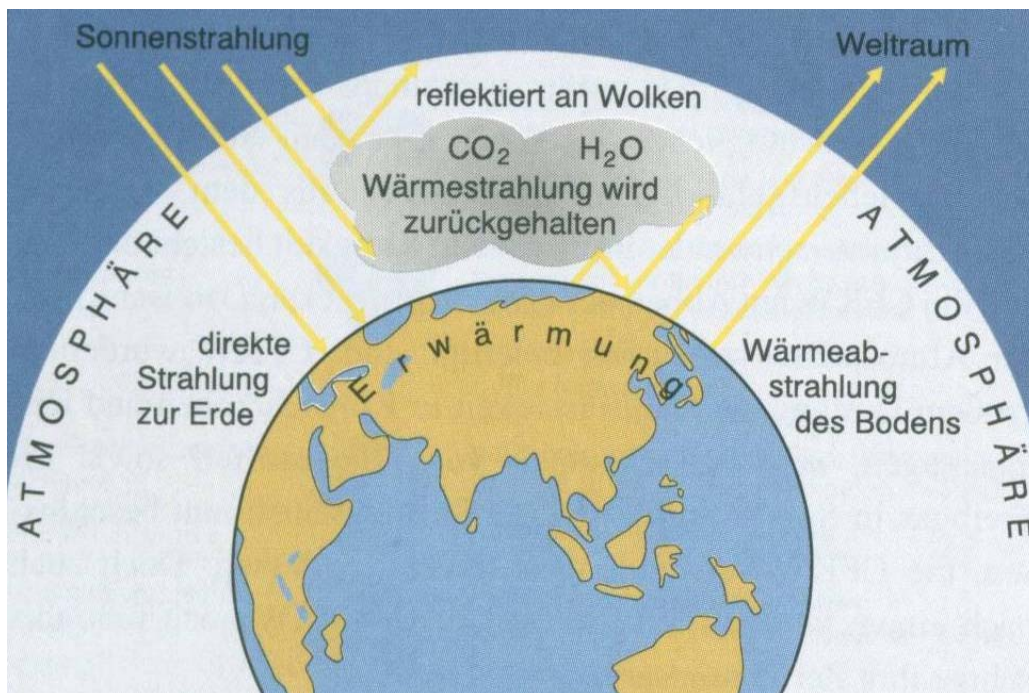 Sonnenstrahlung
Weltraum
reflektiert an Wolken
CO₂ H₂O
Wärmestrahlung wird
zurückgehalten
ATMOSPHÄRE
ATMOSPHÄRE
direkte
Strahlung
zur Erde
Erwärmung
Wärmeab-
strahlung
des Bodens